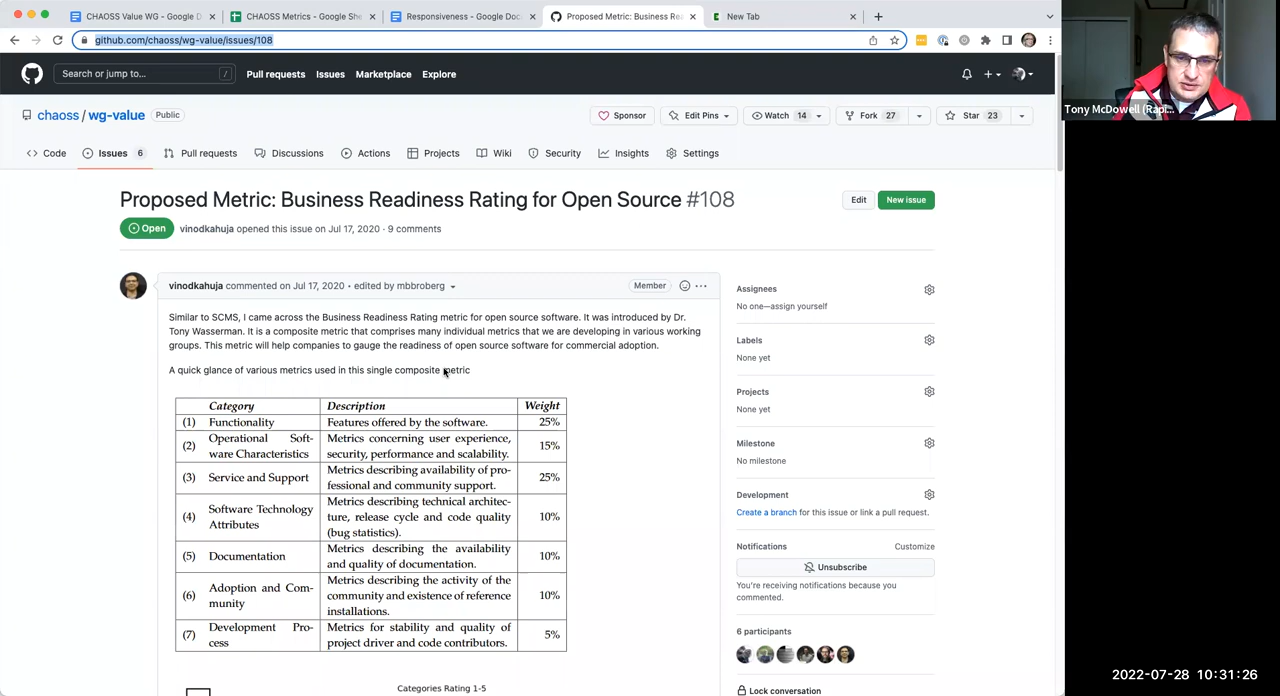 CHAOSS Value WG - Google D
CHAOSS Metrics - Google She
Responsiveness - Google Doc
Proposed Metric: Business Rea
New Tab
github.com/chaoss/wg-value/issues/108
Search or jump to...
/
Pull requests
Issues
Marketplace
Explore
Tony McDowell (Rapi...
chaoss / wg-value
Public
Sponsor
Edit Pins
Watch 14
Fork 27
Star 23
Code
Issues 6
Pull requests
Discussions
Actions
Projects
Wiki
Security
Insights
Settings
Proposed Metric: Business Readiness Rating for Open Source #108
Edit
New issue
Open
vinodkahuja opened this issue on Jul 17, 2020 · 9 comments
vinodkahuja commented on Jul 17, 2020 • edited by mbbroberg
Member
Similar to SCMS, I came across the Business Readiness Rating metric for open source software. It was introduced by Dr.
Tony Wasserman. It is a composite metric that comprises many individual metrics that we are developing in various working
groups. This metric will help companies to gauge the readiness of open source software for commercial adoption.
A quick glance of various metrics used in this single composite metric
Category Description Weight
(1) Functionality Features offered by the software. 25%
(2) Operational Soft-
ware Characteristics
Metrics concerning user experience,
security, performance and scalability.
15%
(3) Service and Support
Metrics describing availability of pro-
fessional and community support.
25%
(4) Software Technology
Attributes
Metrics describing technical architec-
ture, release cycle and code quality
(bug statistics).
10%
(5) Documentation
Metrics describing the availability
and quality of documentation.
10%
(6) Adoption and Com-
munity
Metrics describing the activity of the
community and existence of reference
installations.
10%
(7) Development Pro-
cess
Metrics for stability and quality of
project driver and code contributors.
5%
Categories Rating 1-5
Assignees
No one—assign yourself
Labels
None yet
Projects
None yet
Milestone
No milestone
Development
Create a branch for this issue or link a pull request.
Notifications
Customize
Unsubscribe
You're receiving notifications because you
commented.
6 participants
Lock conversation
2022-07-28 10:31:26